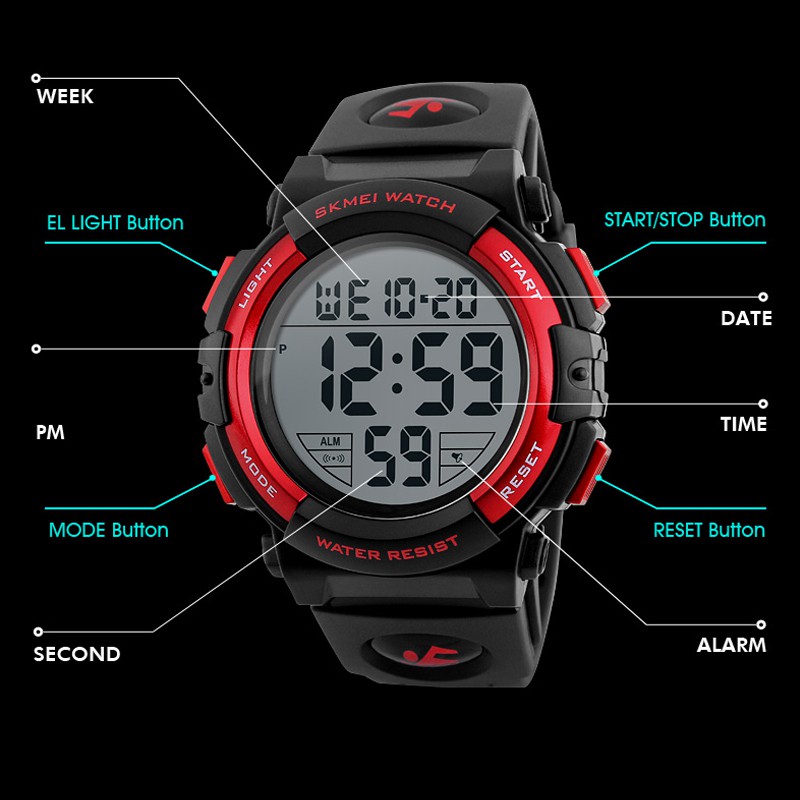 WEEK
EL LIGHT Button
START/STOP Button
SKMEI WATCH
LIGHT
START
WE 10-20
DATE
P
12:59
TIME
PM
ALM
59
MODE
RESET
MODE Button
RESET Button
WATER RESIST
SECOND
ALARM